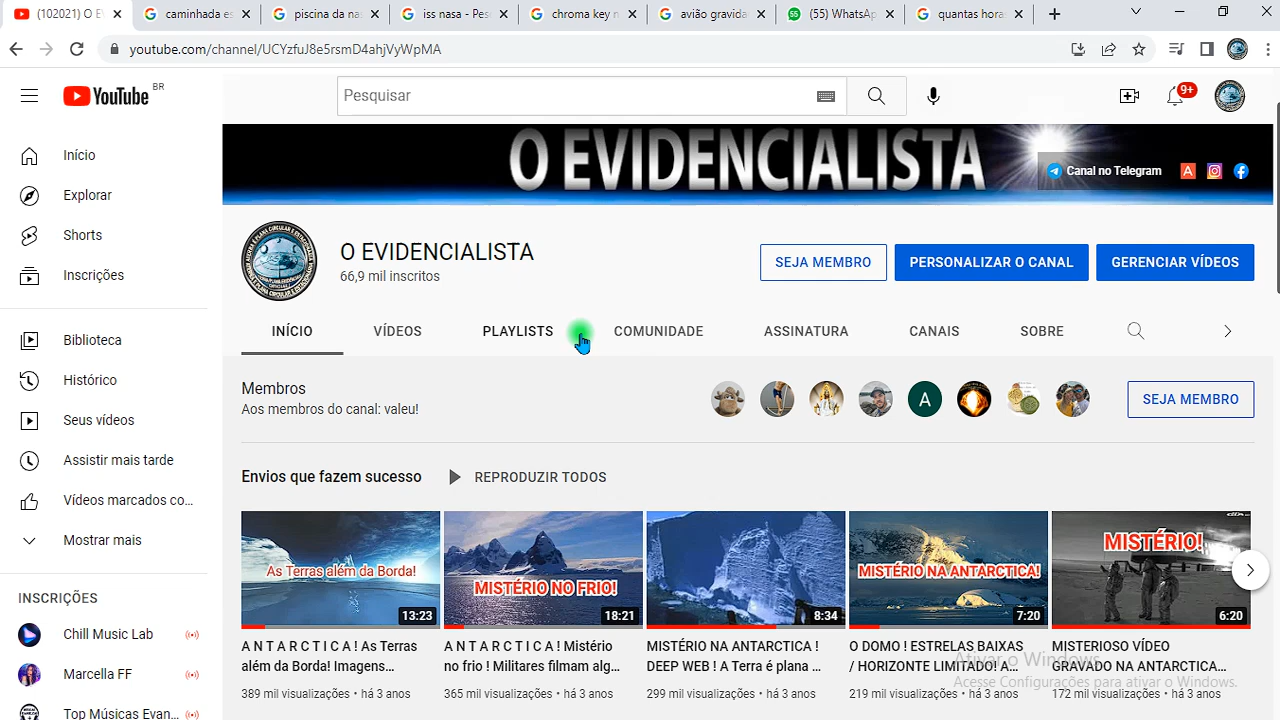 (102021) O E
caminhada es
piscina da na
iss nasa - Pes
chroma key n
avião gravida
(55) WhatsAp
quantas hora
youtube.com/channel/UCYzfuJ8e5rsmD4ahjVyWpMA
YouTube BR
Pesquisar
9+
O EVIDENCIALISTA
Canal no Telegram
O EVIDENCIALISTA
66,9 mil inscritos
SEJA MEMBRO
PERSONALIZAR O CANAL
GERENCIAR VÍDEOS
INÍCIO
VÍDEOS
PLAYLISTS
COMUNIDADE
ASSINATURA
CANAIS
SOBRE
Membros
Aos membros do canal: valeu!
A
SEJA MEMBRO
Envios que fazem sucesso
REPRODUZIR TODOS
As Terras além da Borda!
13:23
MISTÉRIO NO FRIO!
18:21
8:34
MISTÉRIO NA ANTARCTICA!
7:20
MISTÉRIO!
6:20
A N T A R C T I C A ! As Terras
além da Borda! Imagens...
389 mil visualizações • há 3 anos
A N T A R C T I C A ! Mistério
no frio ! Militares filmam alg...
365 mil visualizações • há 3 anos
MISTÉRIO NA ANTARCTICA !
DEEP WEB ! A Terra é plana ...
299 mil visualizações • há 3 anos
O DOMO ! ESTRELAS BAIXAS
/ HORIZONTE LIMITADO! A...
219 mil visualizações • há 3 anos
MISTERIOSO VÍDEO
GRAVADO NA ANTARCTICA...
172 mil visualizações • há 3 anos
Início
Explorar
Shorts
Inscrições
Biblioteca
Histórico
Seus vídeos
Assistir mais tarde
Vídeos marcados co...
Mostrar mais
INSCRIÇÕES
Chill Music Lab
Marcella FF
Top Músicas Evan...
Ativar o Windows
Acesse Configurações para ativar o Windows.